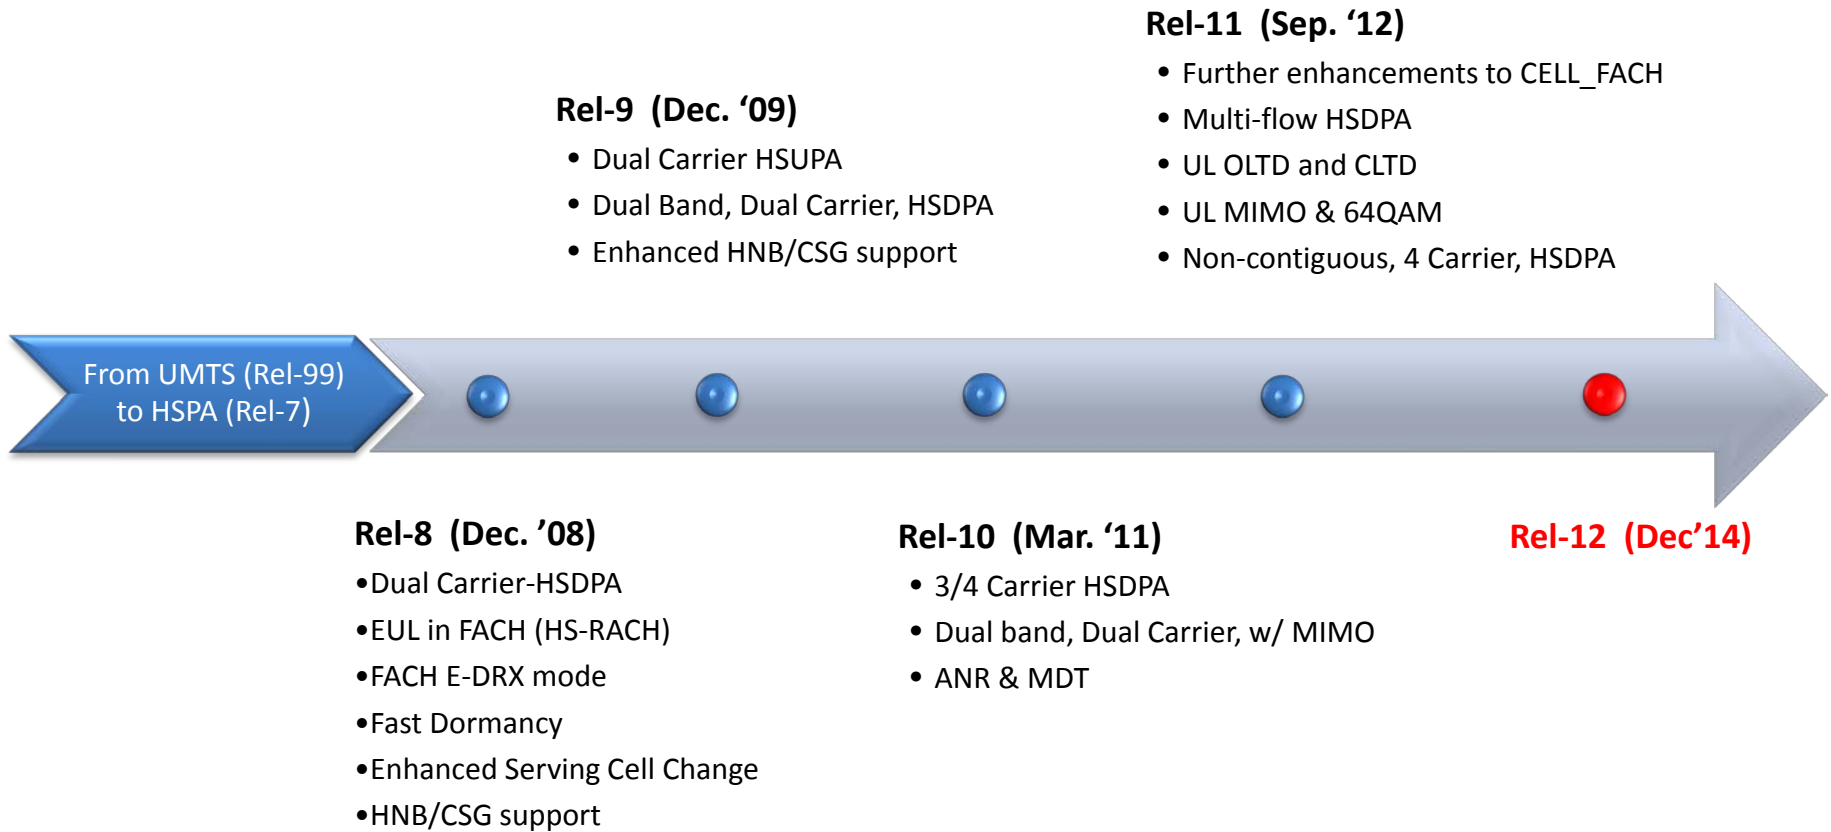 Rel-11 (Sep. ‘12)
• Further enhancements to CELL_FACH
• Multi-flow HSDPA
• UL OLTD and CLTD
• UL MIMO & 64QAM
• Non-contiguous, 4 Carrier, HSDPA
Rel-9 (Dec. ‘09)
• Dual Carrier HSUPA
• Dual Band, Dual Carrier, HSDPA
• Enhanced HNB/CSG support
From UMTS (Rel-99)
to HSPA (Rel-7)
Rel-8 (Dec. ’08)
•Dual Carrier-HSDPA
•EUL in FACH (HS-RACH)
•FACH E-DRX mode
•Fast Dormancy
•Enhanced Serving Cell Change
•HNB/CSG support
Rel-10 (Mar. ‘11)
• 3/4 Carrier HSDPA
• Dual band, Dual Carrier, w/ MIMO
• ANR & MDT
Rel-12 (Dec’14)